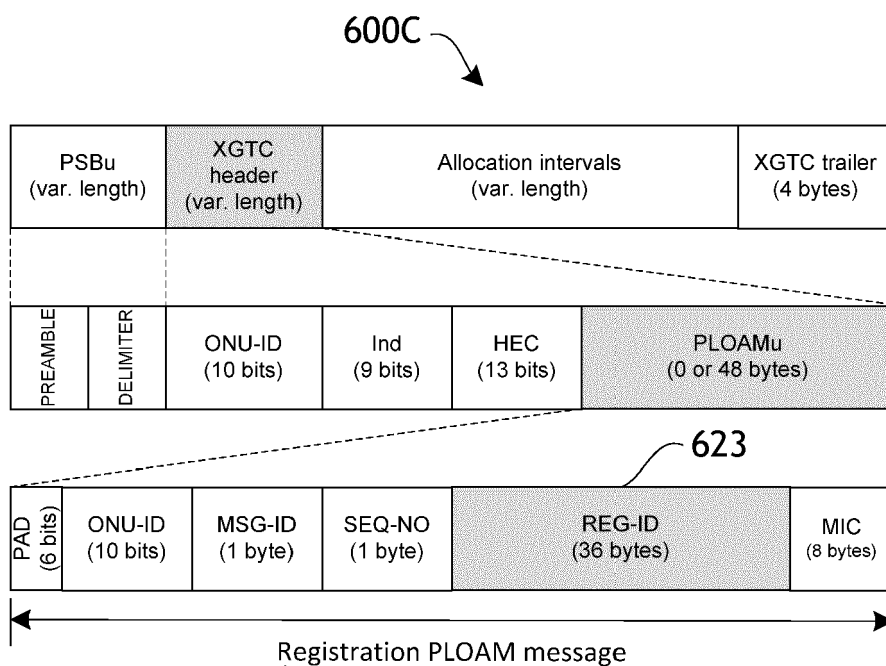 600C
PSBu
(var. length)
XGTC
header
(var. length)
Allocation intervals
(var. length)
XGTC trailer
(4 bytes)
PREAMBLE
DELIMITER
ONU-ID
(10 bits)
Ind
(9 bits)
HEC
(13 bits)
PLOAMu
(0 or 48 bytes)
623
PAD
(6 bits)
ONU-ID
(10 bits)
MSG-ID
(1 byte)
SEQ-NO
(1 byte)
REG-ID
(36 bytes)
MIC
(8 bytes)
Registration PLOAM message